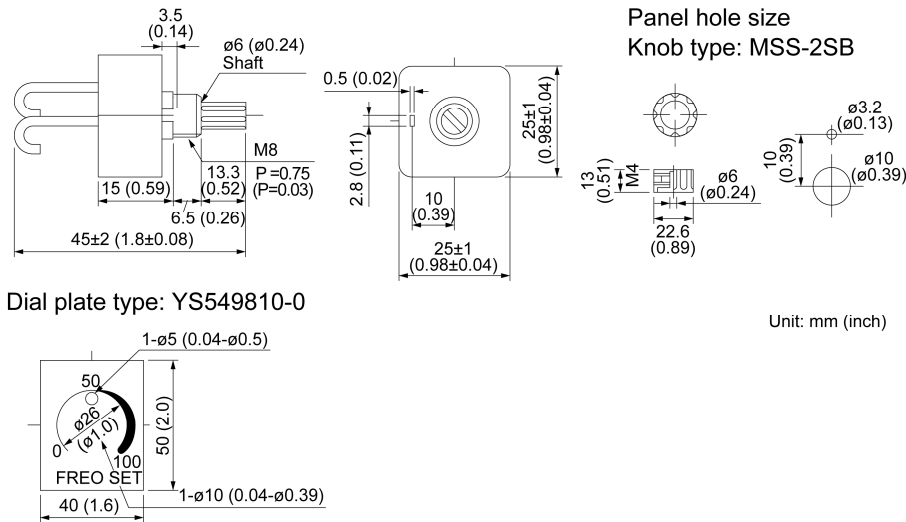 3.5
(0.14)
ø6 (ø0.24)
Shaft
M8
P =0.75
(P=0.03)
15 (0.59)
13.3
(0.52)
6.5 (0.26)
45±2 (1.8±0.08)
0.5 (0.02)
2.8 (0.11)
10
(0.39)
25±1
(0.98±0.04)
25±1
(0.98±0.04)
Panel hole size
Knob type: MSS-2SB
13
(0.51)
M4
ø6
(ø0.24)
22.6
(0.89)
ø3.2
(ø0.13)
10
(0.39)
ø10
(ø0.39)
Dial plate type: YS549810-0
Unit: mm (inch)
1-ø5 (0.04-ø0.5)
50
ø26
(ø1.0)
0
100
FREO SET
50 (2.0)
1-ø10 (0.04-ø0.39)
40 (1.6)